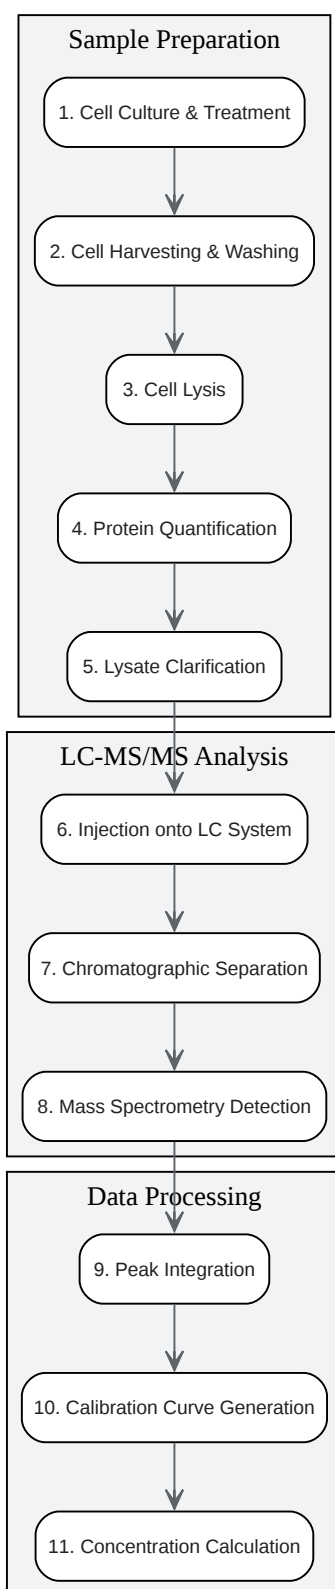 Sample Preparation
1. Cell Culture & Treatment
2. Cell Harvesting & Washing
3. Cell Lysis
4. Protein Quantification
5. Lysate Clarification
LC-MS/MS Analysis
6. Injection onto LC System
7. Chromatographic Separation
8. Mass Spectrometry Detection
Data Processing
9. Peak Integration
10. Calibration Curve Generation
11. Concentration Calculation